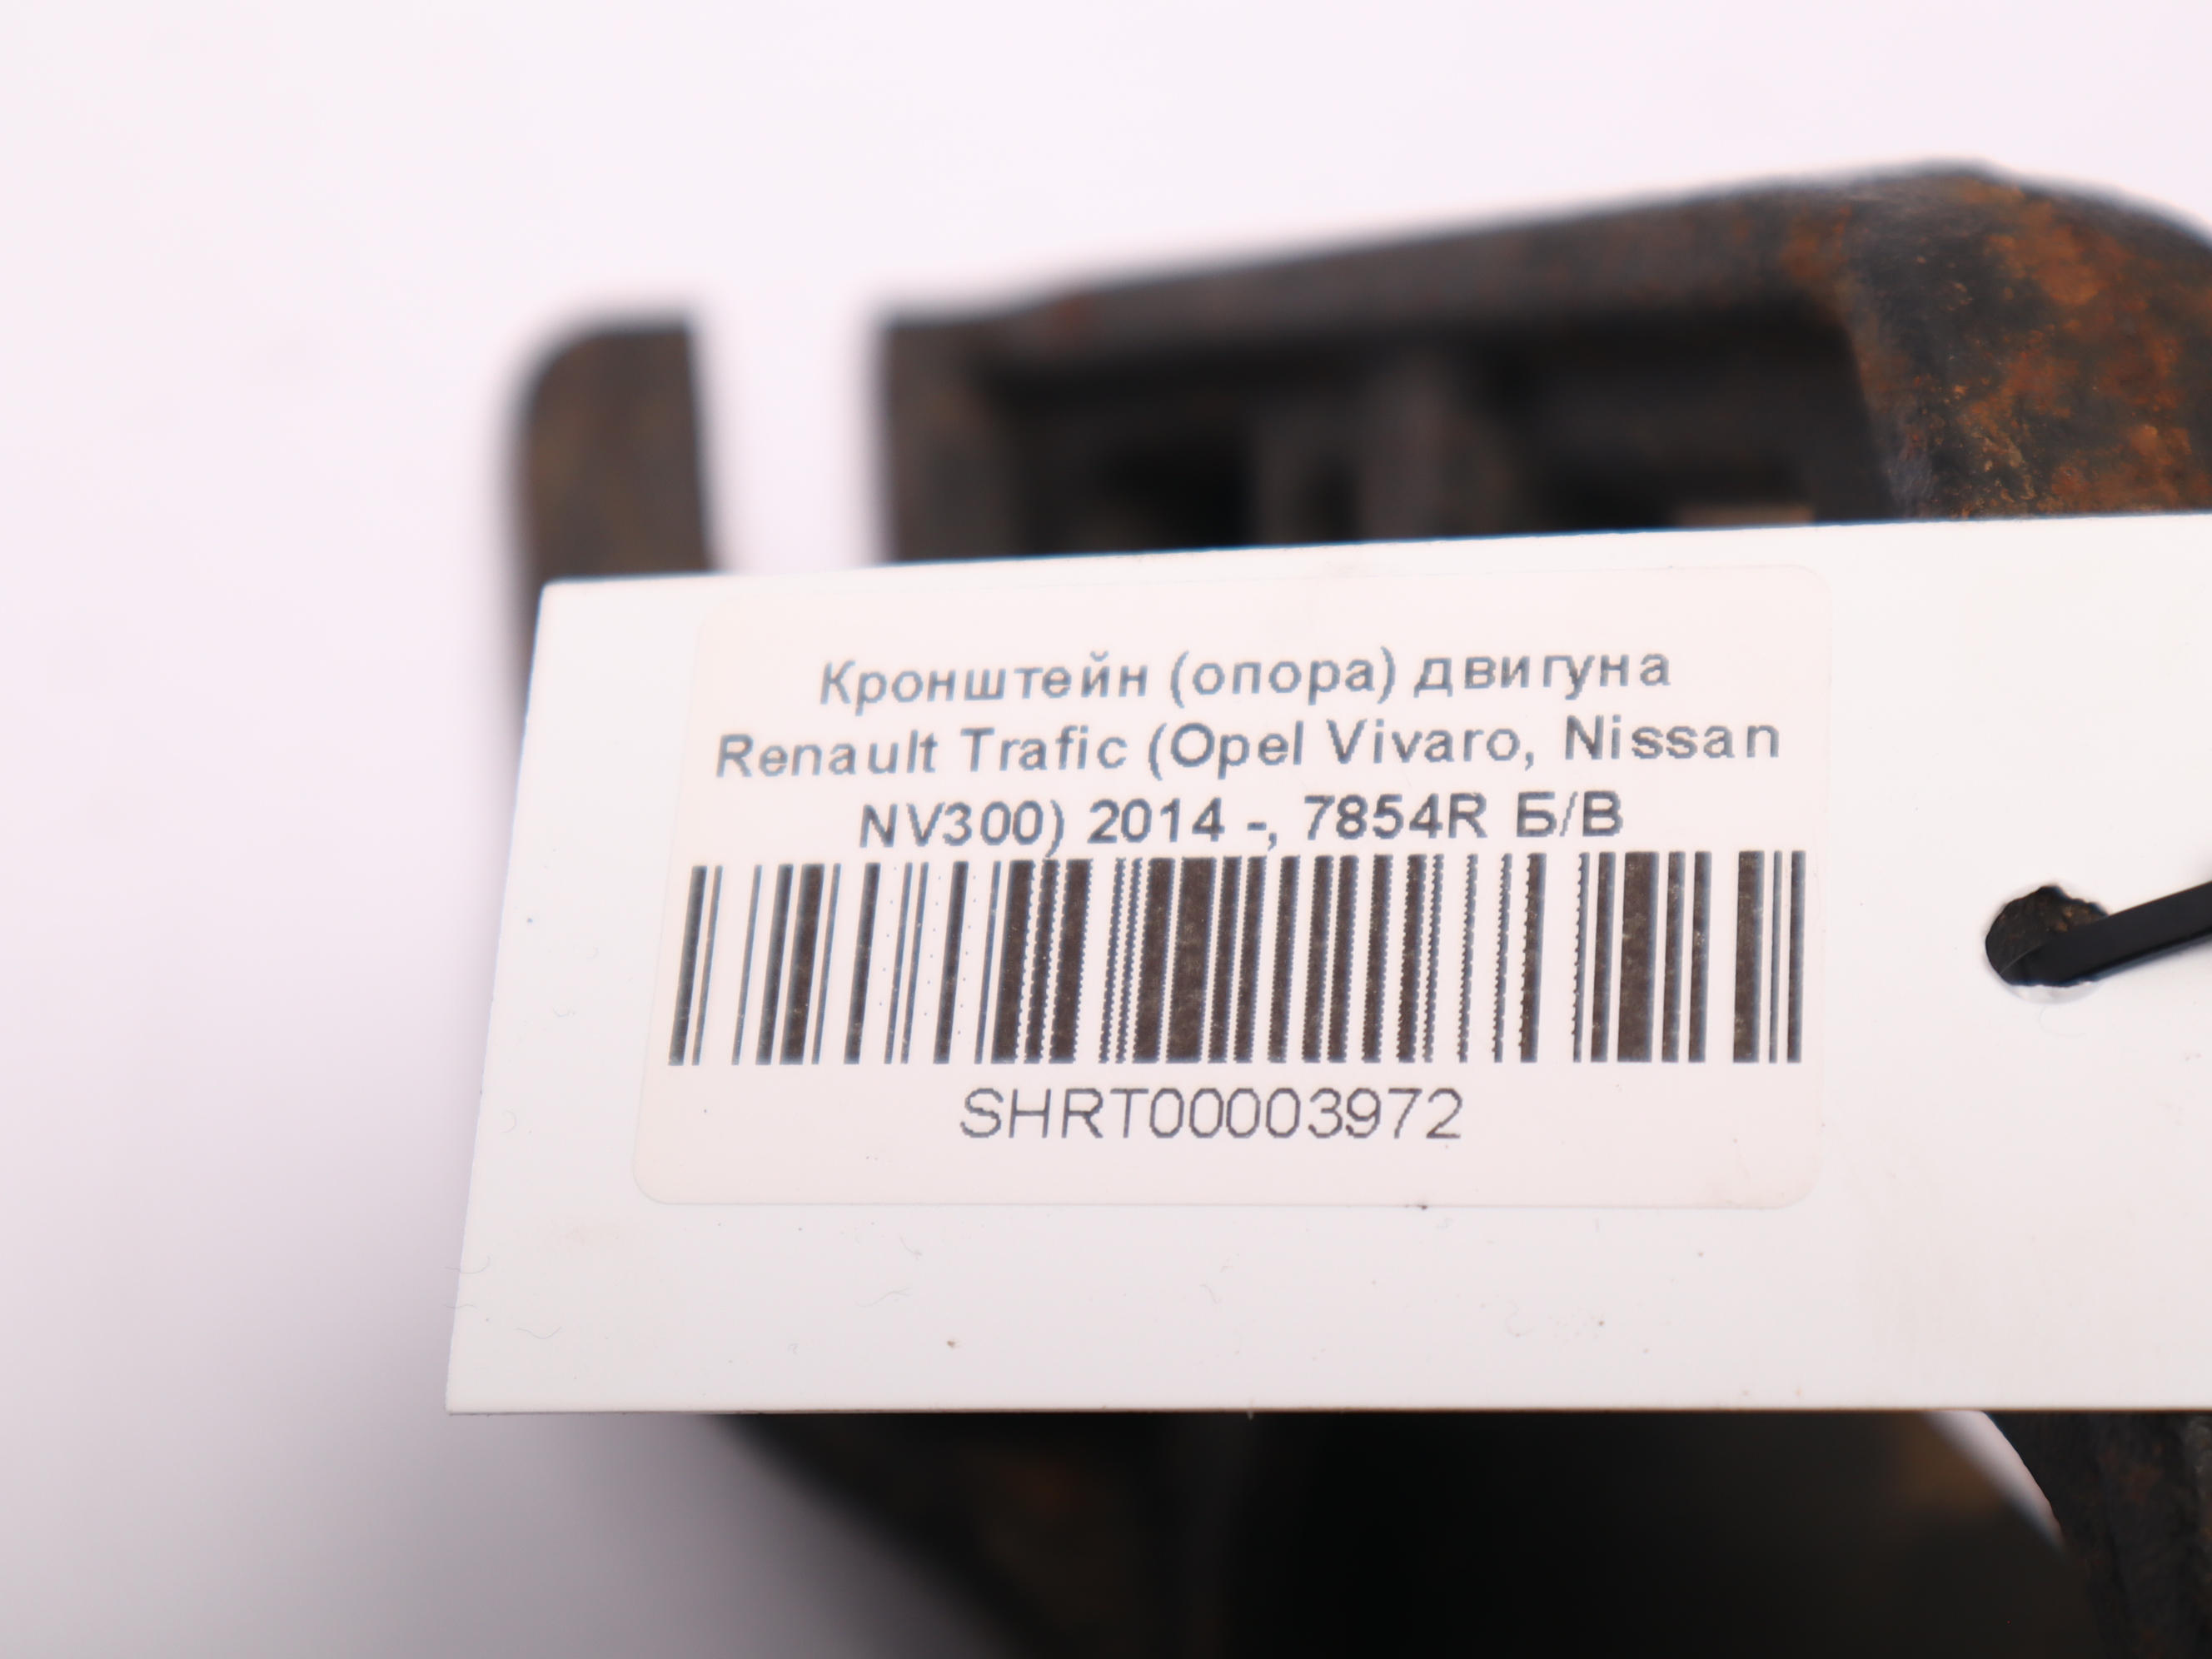 Кронштейн (опора) двигуна
Renault Trafic (Opel Vivaro, Nissan
NV300) 2014 -, 7854R Б/В
SHRT00003972